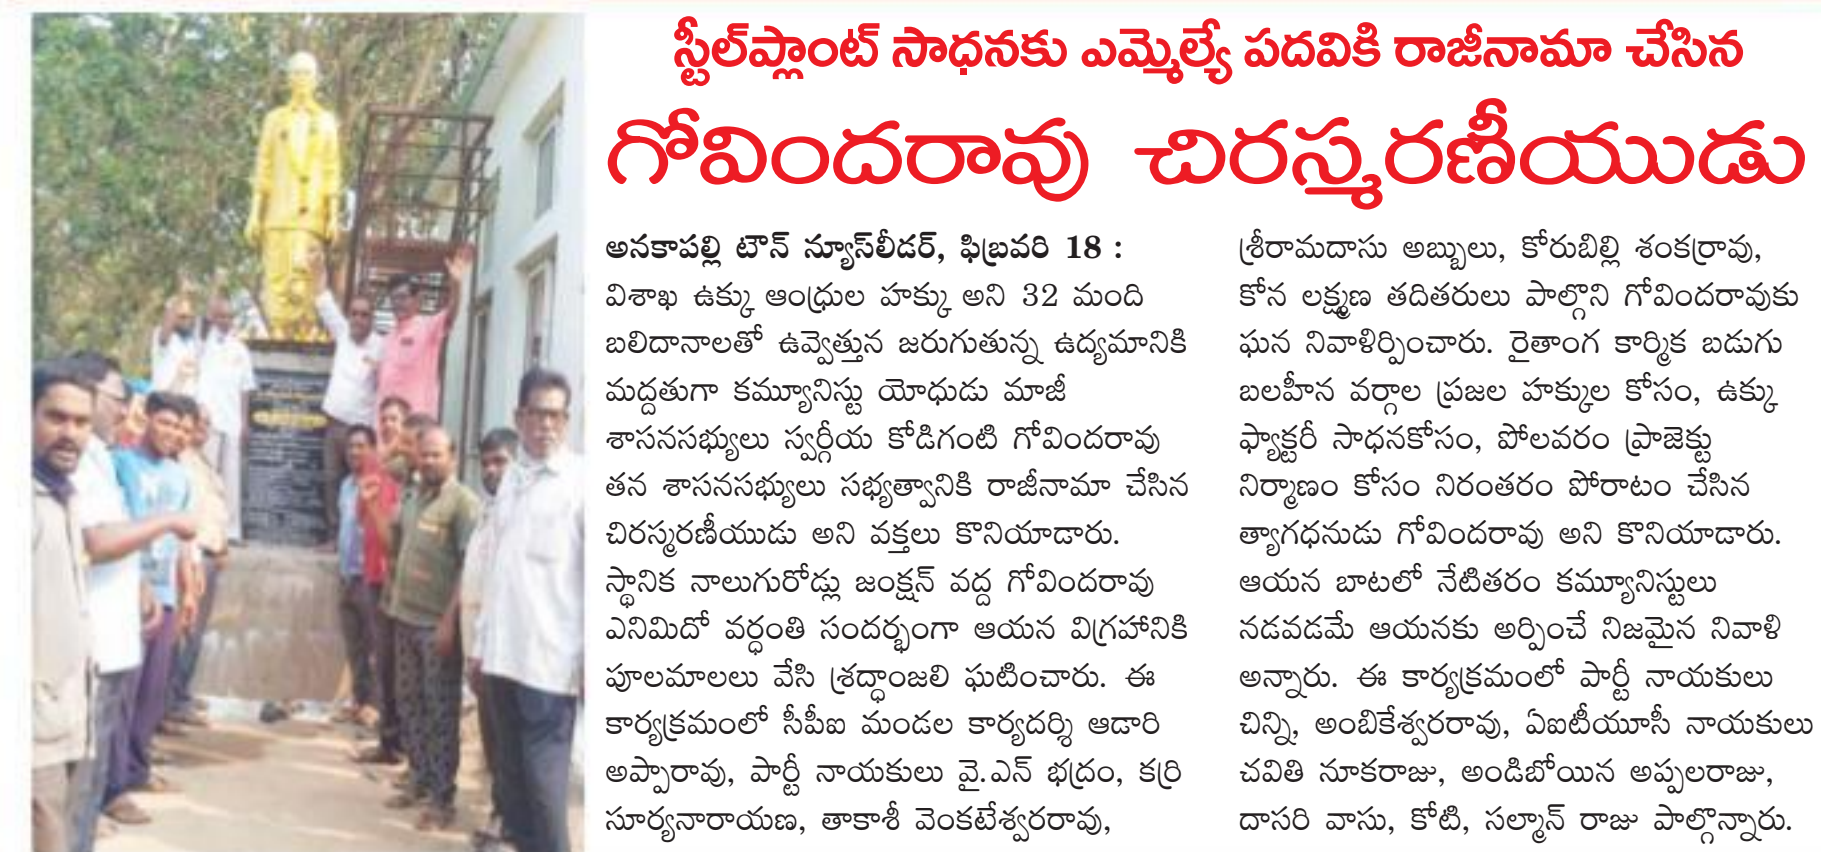 స్టీల్‌ప్లాంట్ సాధనకు ఎమ్మెల్యే పదవికి రాజీనామా చేసిన
గోవిందరావు చిరస్మరణీయుడు
అనకాపల్లి టౌన్ న్యూస్‌లీడర్, ఫిబ్రవరి 18 :
విశాఖ ఉక్కు ఆంధ్రుల హక్కు అని 32 మంది
బలిదానాలతో ఉవ్వెత్తున జరుగుతున్న ఉద్యమానికి
మద్దతుగా కమ్యూనిస్టు యోధుడు మాజీ
శాసనసభ్యులు స్వర్గీయ కోడిగంటి గోవిందరావు
తన శాసనసభ్యులు సభ్యత్వానికి రాజీనామా చేసిన
చిరస్మరణీయుడు అని వక్తలు కొనియాడారు.
స్థానిక నాలుగురోడ్లు జంక్షన్ వద్ద గోవిందరావు
ఎనిమిదో వర్ధంతి సందర్భంగా ఆయన విగ్రహానికి
పూలమాలలు వేసి శ్రద్ధాంజలి ఘటించారు. ఈ
కార్యక్రమంలో సీపీఐ మండల కార్యదర్శి ఆడారి
అప్పారావు, పార్టీ నాయకులు వై.ఎన్ భద్రం, కర్రి
సూర్యనారాయణ, తాకాశీ వెంకటేశ్వరరావు,
శ్రీరామదాసు అబ్బులు, కోరుబిల్లి శంకర్రావు,
కోన లక్ష్మణ తదితరులు పాల్గొని గోవిందరావుకు
ఘన నివాళిర్పించారు. రైతాంగ కార్మిక బడుగు
బలహీన వర్గాల ప్రజల హక్కుల కోసం, ఉక్కు
ఫ్యాక్టరీ సాధనకోసం, పోలవరం ప్రాజెక్టు
నిర్మాణం కోసం నిరంతరం పోరాటం చేసిన
త్యాగధనుడు గోవిందరావు అని కొనియాడారు.
ఆయన బాటలో నేటితరం కమ్యూనిస్టులు
నడవడమే ఆయనకు అర్పించే నిజమైన నివాళి
అన్నారు. ఈ కార్యక్రమంలో పార్టీ నాయకులు
చిన్ని, అంబికేశ్వరరావు, ఏఐటీయూసీ నాయకులు
చవితి నూకరాజు, అండిబోయిన అప్పలరాజు,
దాసరి వాసు, కోటి, సల్మాన్ రాజు పాల్గొన్నారు.